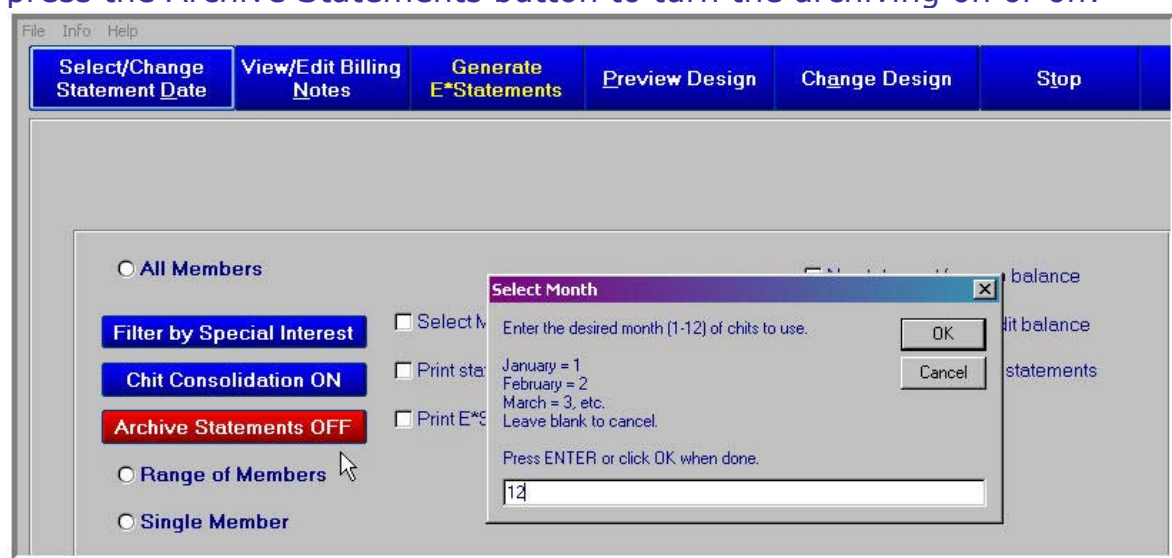 press the Archive Statements button to turn the archiving off or on.
File Info Help
Select/Change
Statement Date
View/Edit Billing
Notes
Generate
E*Statements
Preview Design
Change Design
Stop
All Members
balance
Select Month
Filter by Special Interest
Select
Enter the desired month (1-12) of chits to use.
OK
dit balance
Chit Consolidation ON
Print
January = 1
February = 2
March = 3, etc.
Leave blank to cancel.
Cancel
statements
Archive Statements OFF
Print
Press ENTER or click OK when done.
Range of Members
12
Single Member